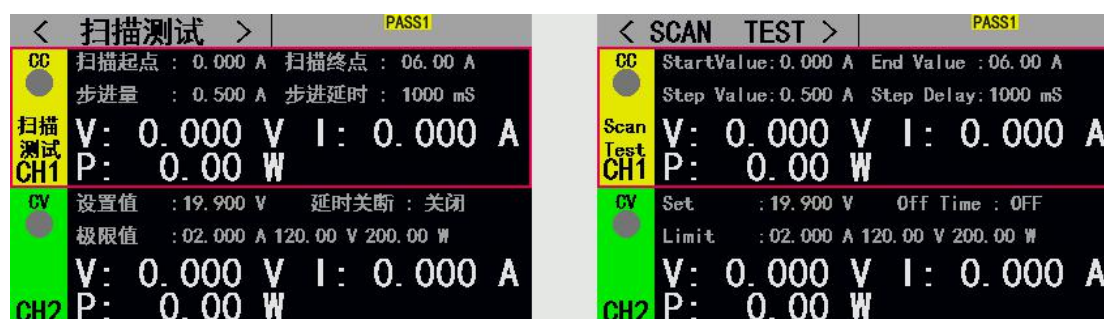 < 扫描测试 > PASS1
CC 扫描起点 : 0.000 A 扫描终点 : 06.00 A
步进量 : 0.500 A 步进延时 : 1000 mS
扫描测试 CH1
V: 0.000 V I: 0.000 A
P: 0.00 W
CV 设置值 :19.900 V 延时关断 : 关闭
极限值 :02.000 A 120.00 V 200.00 W
V: 0.000 V I: 0.000 A
CH2 P: 0.00 W
< SCAN TEST > PASS1
CC StartValue:0.000 A End Value :06.00 A
Step Value:0.500 A Step Delay:1000 mS
Scan Test CH1
V: 0.000 V I: 0.000 A
P: 0.00 W
CV Set :19.900 V Off Time : OFF
Limit :02.000 A 120.00 V 200.00 W
V: 0.000 V I: 0.000 A
CH2 P: 0.00 W